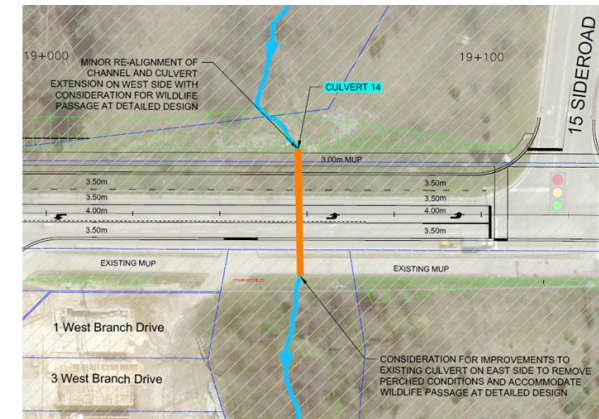 19+000
19+100
15 SIDEROAD
MINOR RE-ALIGNMENT OF
CHANNEL AND CULVERT
EXTENSION ON WEST SIDE WITH
CONSIDERATION FOR WILDLIFE
PASSAGE AT DETAILED DESIGN
CULVERT 14
3.00m MUP
3.50m
3.50m
4.00m
3.50m
3.50m
3.50m
4.00m
3.50m
EXISTING MUP
EXISTING MUP
1 West Branch Drive
3 West Branch Drive
CONSIDERATION FOR IMPROVEMENTS TO
EXISTING CULVERT ON EAST SIDE TO REMOVE
PERCHED CONDITIONS AND ACCOMMODATE
WILDLIFE PASSAGE AT DETAILED DESIGN